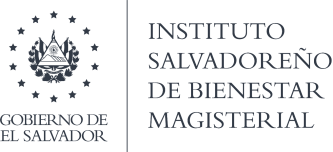 GOBIERNO DE
EL SALVADOR
INSTITUTO
SALVADOREÑO
DE BIENESTAR
MAGISTERIAL